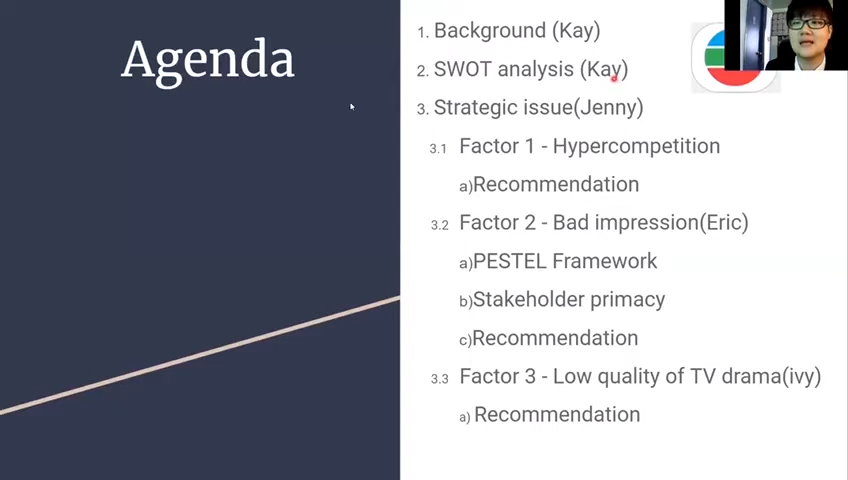 Agenda
1. Background (Kay)
2. SWOT analysis (Kay)
3. Strategic issue(Jenny)
3.1 Factor 1 - Hypercompetition
a)Recommendation
3.2 Factor 2 - Bad impression(Eric)
a)PESTEL Framework
b)Stakeholder primacy
c)Recommendation
3.3 Factor 3 - Low quality of TV drama(ivy)
a) Recommendation